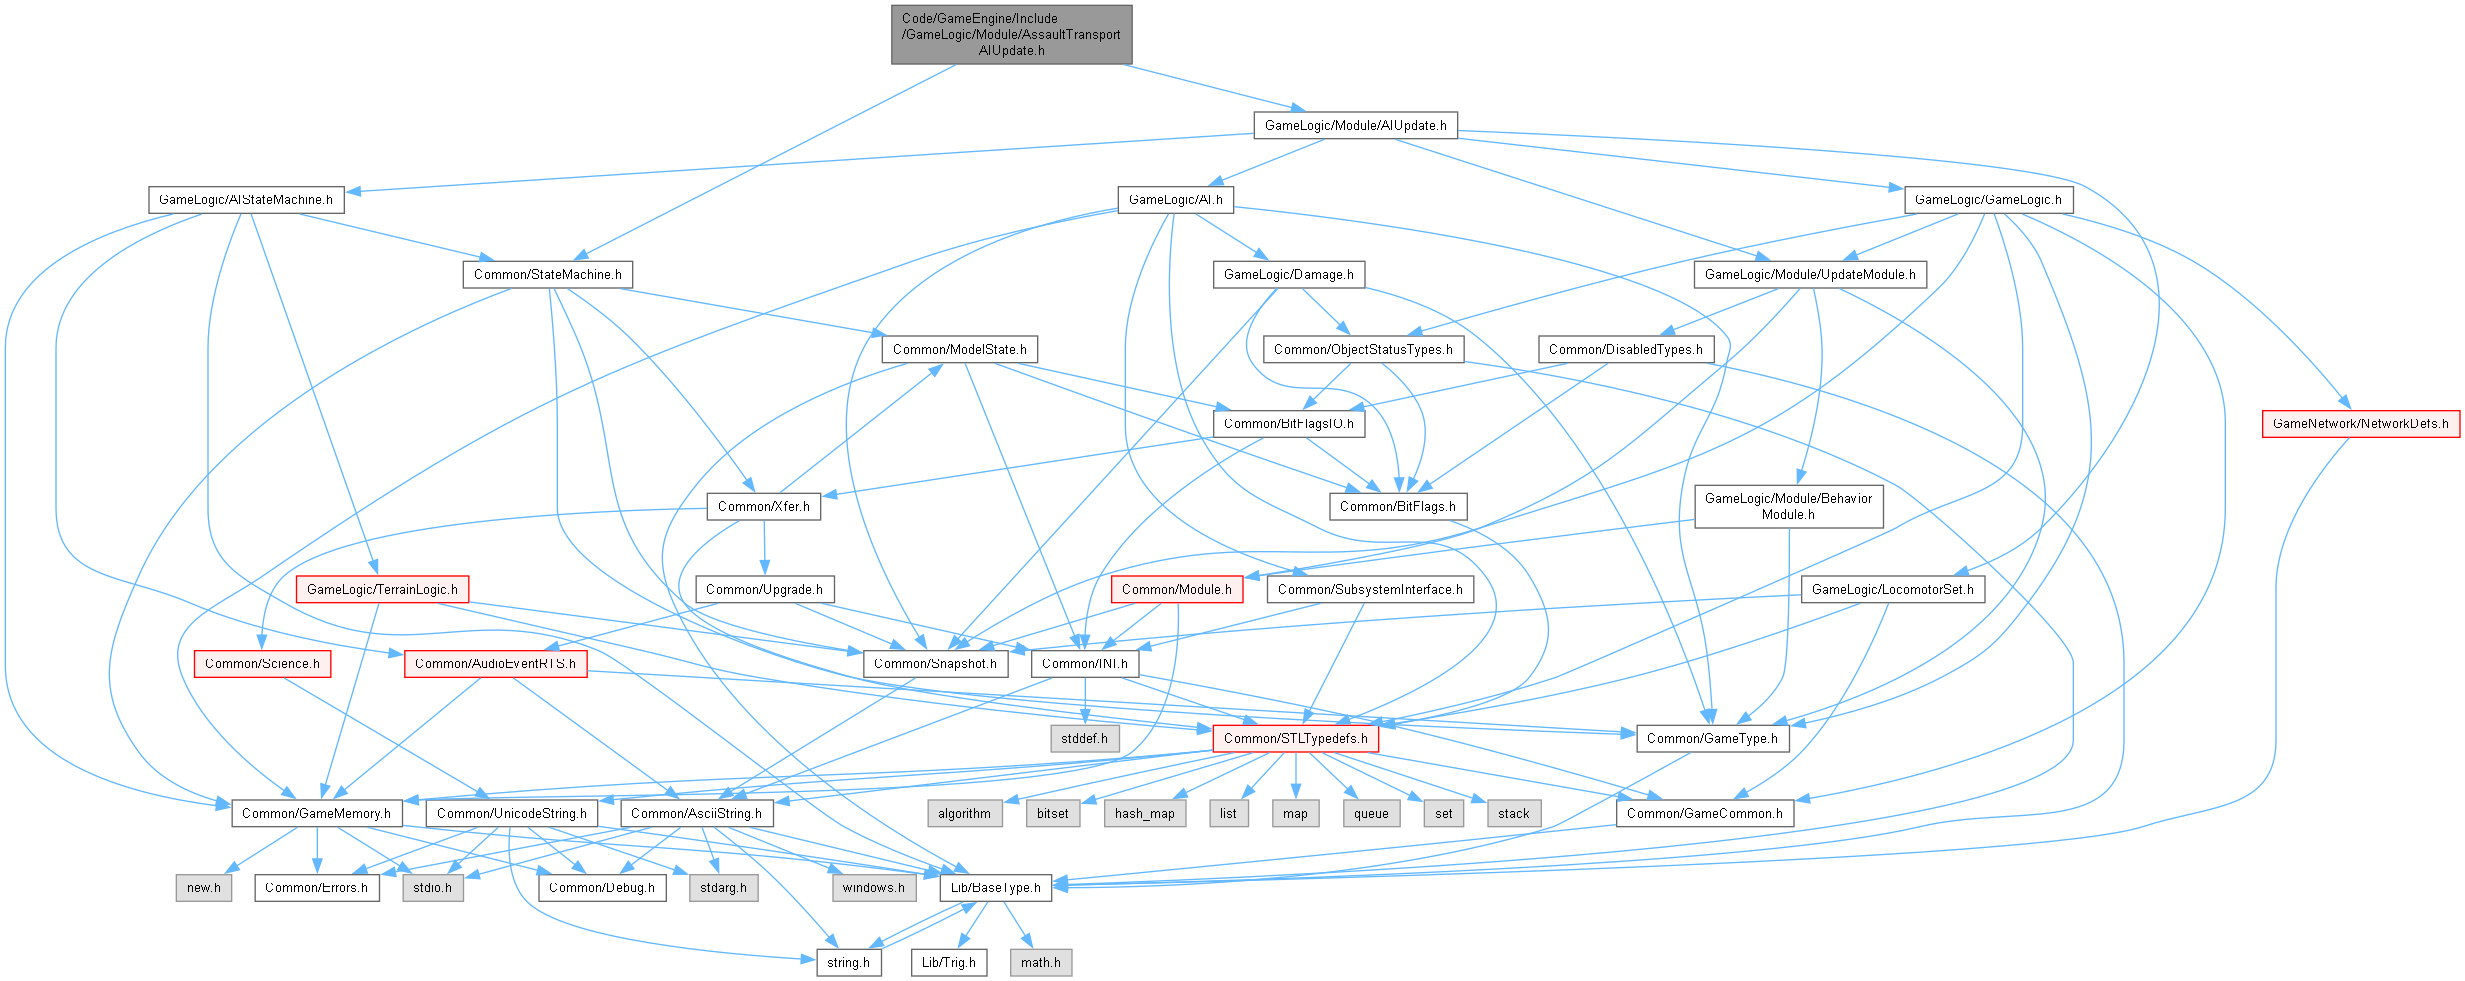 Code/GameEngine/Include
/GameLogic/Module/AssaultTransport
AIUpdate.h
GameLogic/Module/AIUpdate.h
GameLogic/AIStateMachine.h
GameLogic/AI.h
GameLogic/GameLogic.h
Common/StateMachine.h
GameLogic/Damage.h
GameLogic/Module/UpdateModule.h
Common/ModelState.h
Common/ObjectStatusTypes.h
Common/DisabledTypes.h
Common/BitFlagsIO.h
GameNetwork/NetworkDefs.h
Common/Xfer.h
Common/BitFlags.h
GameLogic/Module/Behavior
Module.h
GameLogic/TerrainLogic.h
Common/Upgrade.h
Common/Module.h
Common/SubsystemInterface.h
GameLogic/LocomotorSet.h
Common/Science.h
Common/AudioEventRTS.h
Common/Snapshot.h
Common/INI.h
stddef.h
Common/STLTypedefs.h
Common/GameType.h
Common/GameMemory.h
Common/UnicodeString.h
Common/AsciiString.h
algorithm
bitset
hash_map
list
map
queue
set
stack
Common/GameCommon.h
new.h
Common/Errors.h
stdio.h
Common/Debug.h
stdarg.h
windows.h
Lib/BaseType.h
string.h
Lib/Trig.h
math.h